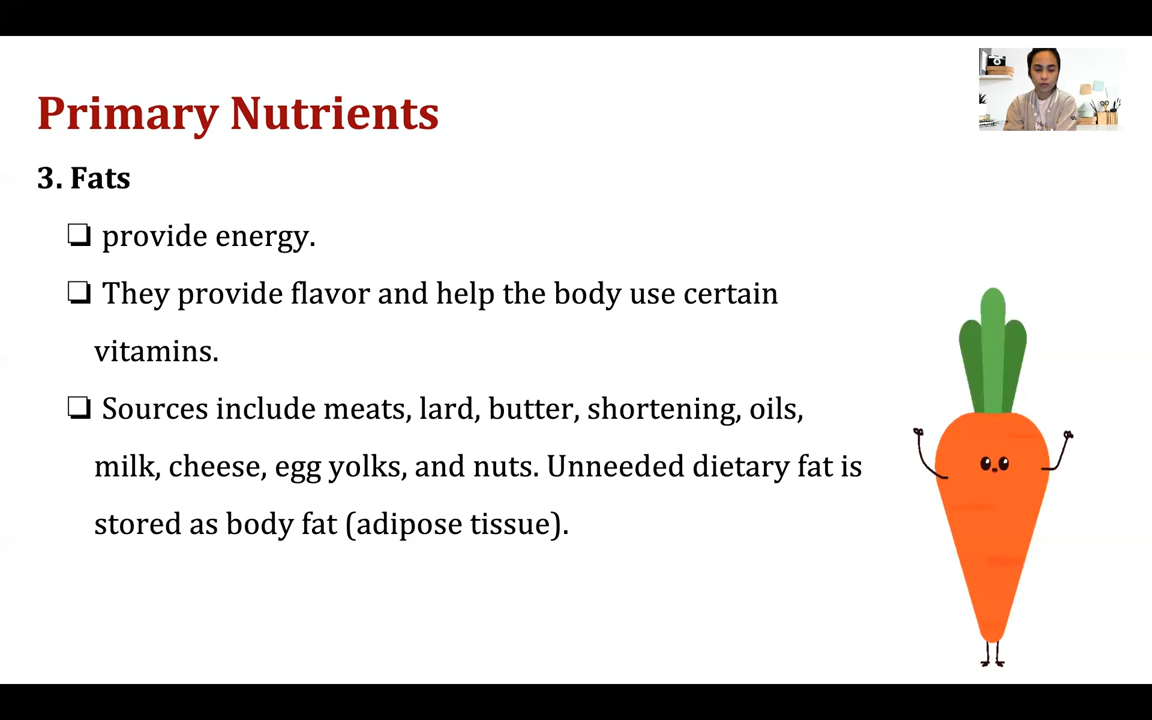 Primary Nutrients
3. Fats
❏ provide energy.
❏ They provide flavor and help the body use certain
vitamins.
❏ Sources include meats, lard, butter, shortening, oils,
milk, cheese, egg yolks, and nuts. Unneeded dietary fat is
stored as body fat (adipose tissue).